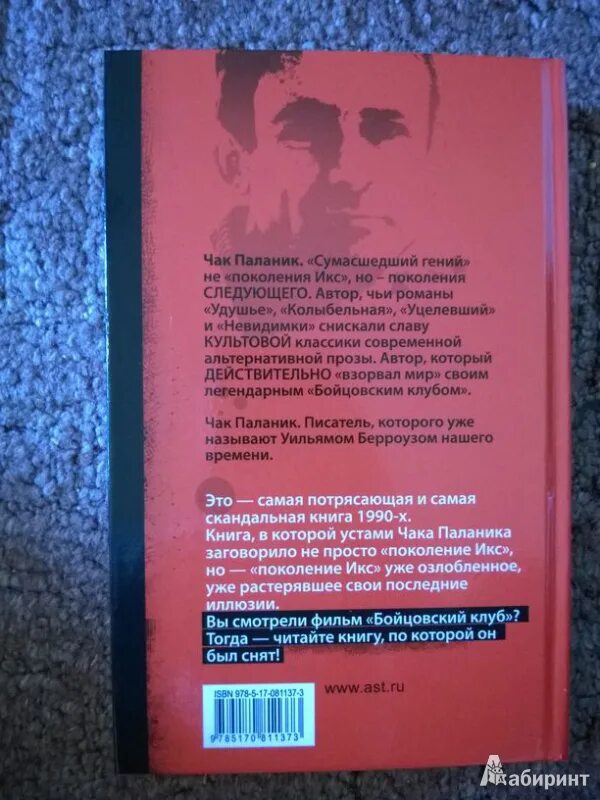 Чак Паланик. «Сумасшедший гений»
не «поколения Икс», но – поколения
СЛЕДУЮЩЕГО. Автор, чьи романы
"Удушье», «Колыбельная», «Уцелевший»
и «Невидимки» снискали славу
КУЛЬТОВОЙ классики современной
альтернативной прозы. Автор, который
ДЕЙСТВИТЕЛЬНО «взорвал мир» своим
легендарным «Бойцовским клубом».
Чак Паланик. Писатель, которого уже
называют Уильямом Берроузом нашего
времени.
Это — самая потрясающая и самая
скандальная книга 1990-х.
Книга, в которой устами Чака Паланика
заговорило не просто «поколение Икс»,
но — «поколение Икс» уже озлобленное,
уже растерявшее свои последние
иллюзии.
Вы смотрели фильм «Бойцовский клуб»?
Тогда — читайте книгу, по которой он
был снят!
ISBN 978-5-17-081137-3
www.ast.ru
9785170811373
Лабиринт